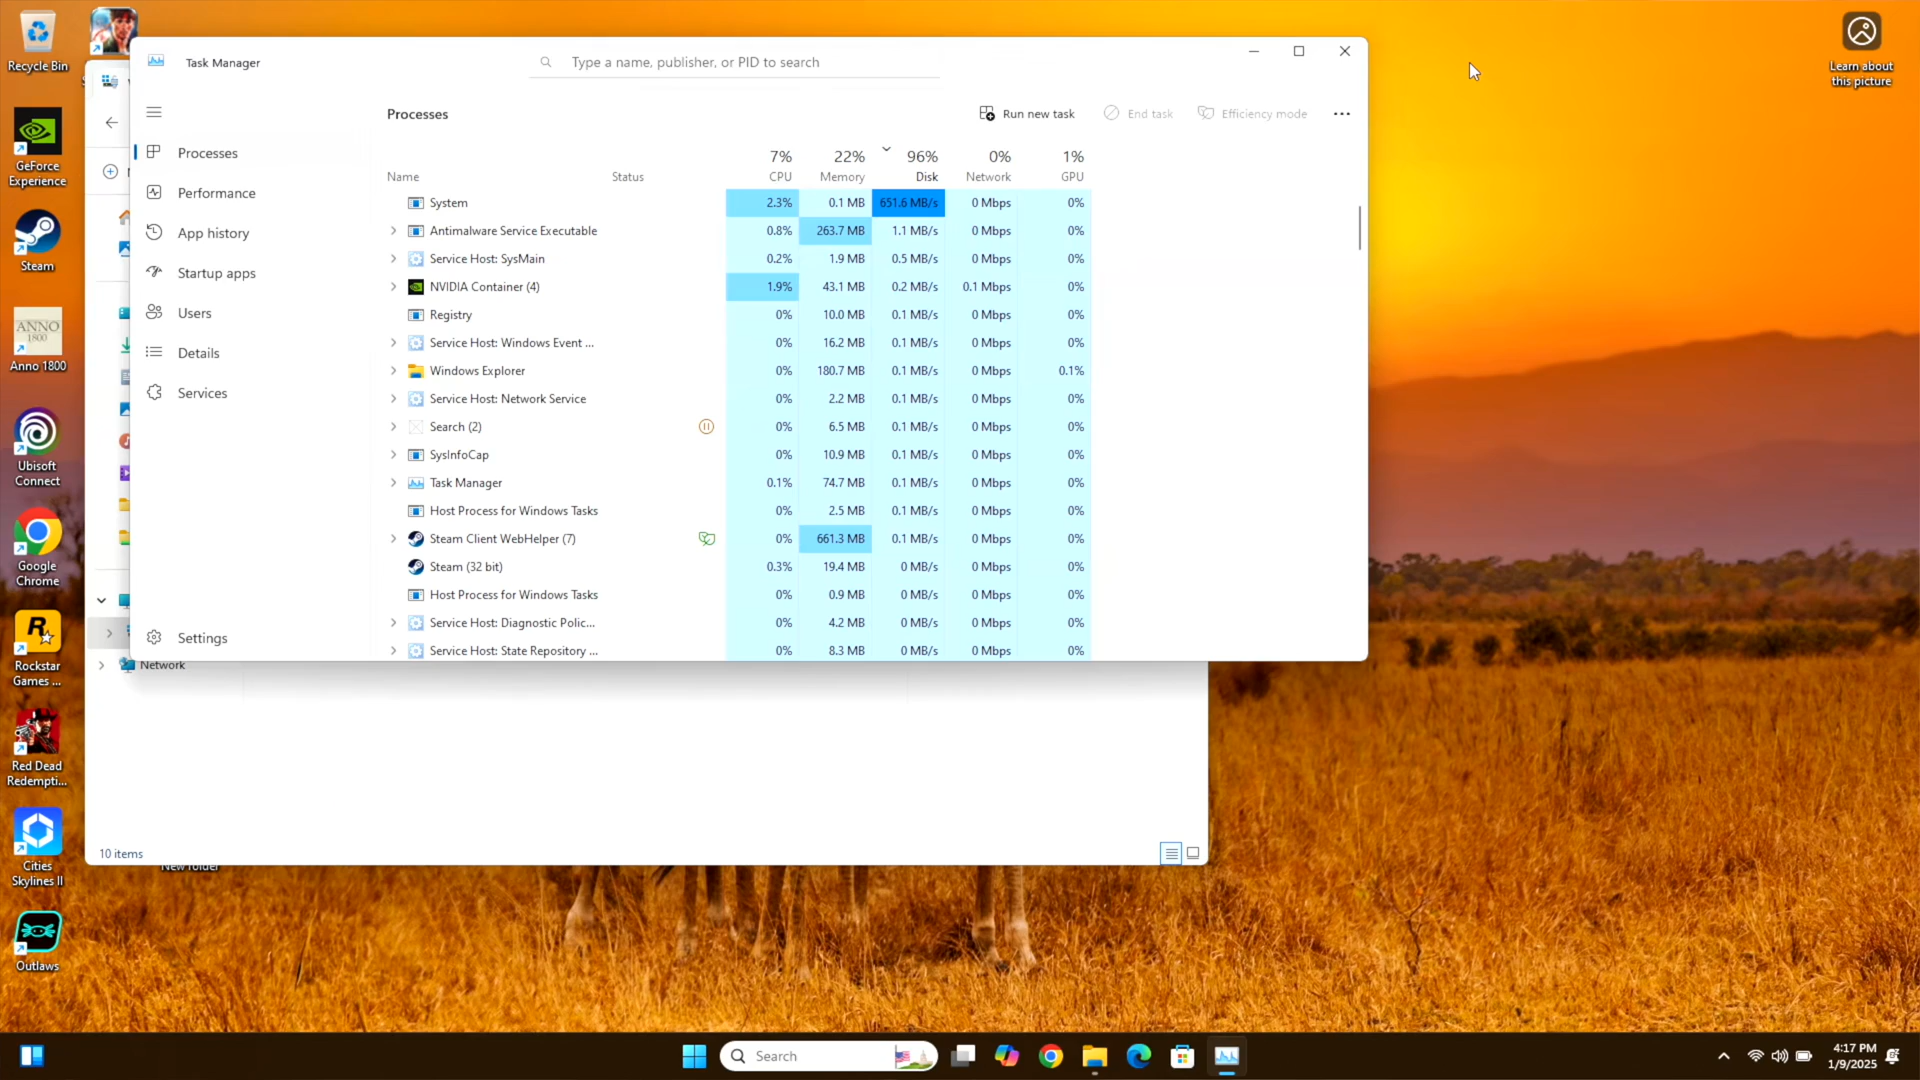 Recycle Bin
GeForce
Experience
Steam
ANNO
1800
Anno 1800
Ubisoft
Connect
Google
Chrome
Rockstar
Games ...
Red Dead
Redempti...
Cities
Skylines II
Outlaws
Learn about
this picture
Task Manager
Type a name, publisher, or PID to search
Processes
Run new task
End task
Efficiency mode
Processes
Performance
App history
Startup apps
Users
Details
Services
Settings
7% 22% 96% 0% 1%
Name Status CPU Memory Disk Network GPU
System 2.3% 0.1 MB 651.6 MB/s 0 Mbps 0%
Antimalware Service Executable 0.8% 263.7 MB 1.1 MB/s 0 Mbps 0%
Service Host: SysMain 0.2% 1.9 MB 0.5 MB/s 0 Mbps 0%
NVIDIA Container (4) 1.9% 43.1 MB 0.2 MB/s 0.1 Mbps 0%
Registry 0% 10.0 MB 0.1 MB/s 0 Mbps 0%
Service Host: Windows Event ... 0% 16.2 MB 0.1 MB/s 0 Mbps 0%
Windows Explorer 0% 180.7 MB 0.1 MB/s 0 Mbps 0.1%
Service Host: Network Service 0% 2.2 MB 0.1 MB/s 0 Mbps 0%
Search (2) 0% 6.5 MB 0.1 MB/s 0 Mbps 0%
SysInfoCap 0% 10.9 MB 0.1 MB/s 0 Mbps 0%
Task Manager 0.1% 74.7 MB 0.1 MB/s 0 Mbps 0%
Host Process for Windows Tasks 0% 2.5 MB 0.1 MB/s 0 Mbps 0%
Steam Client WebHelper (7) 0% 661.3 MB 0.1 MB/s 0 Mbps 0%
Steam (32 bit) 0.3% 19.4 MB 0 MB/s 0 Mbps 0%
Host Process for Windows Tasks 0% 0.9 MB 0 MB/s 0 Mbps 0%
Service Host: Diagnostic Polic... 0% 4.2 MB 0 MB/s 0 Mbps 0%
Service Host: State Repository ... 0% 8.3 MB 0 MB/s 0 Mbps 0%
Network
10 items
New folder
Search
4:17 PM
1/9/2025